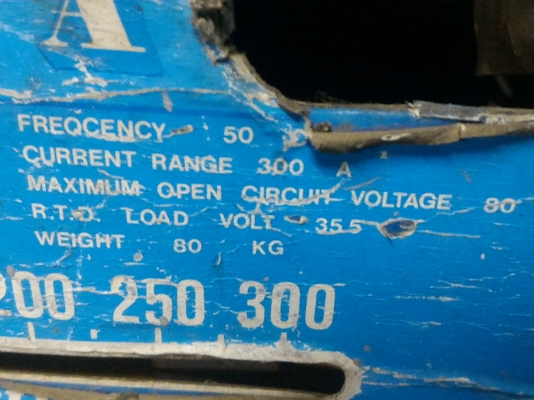 A
FREQCENCY - 50
CURRENT RANGE 300 A
MAXIMUM OPEN CIRCUIT VOLTAGE 80
R.T.D. LOAD VOLT - 35.5
WEIGHT 80 KG
200 250 300